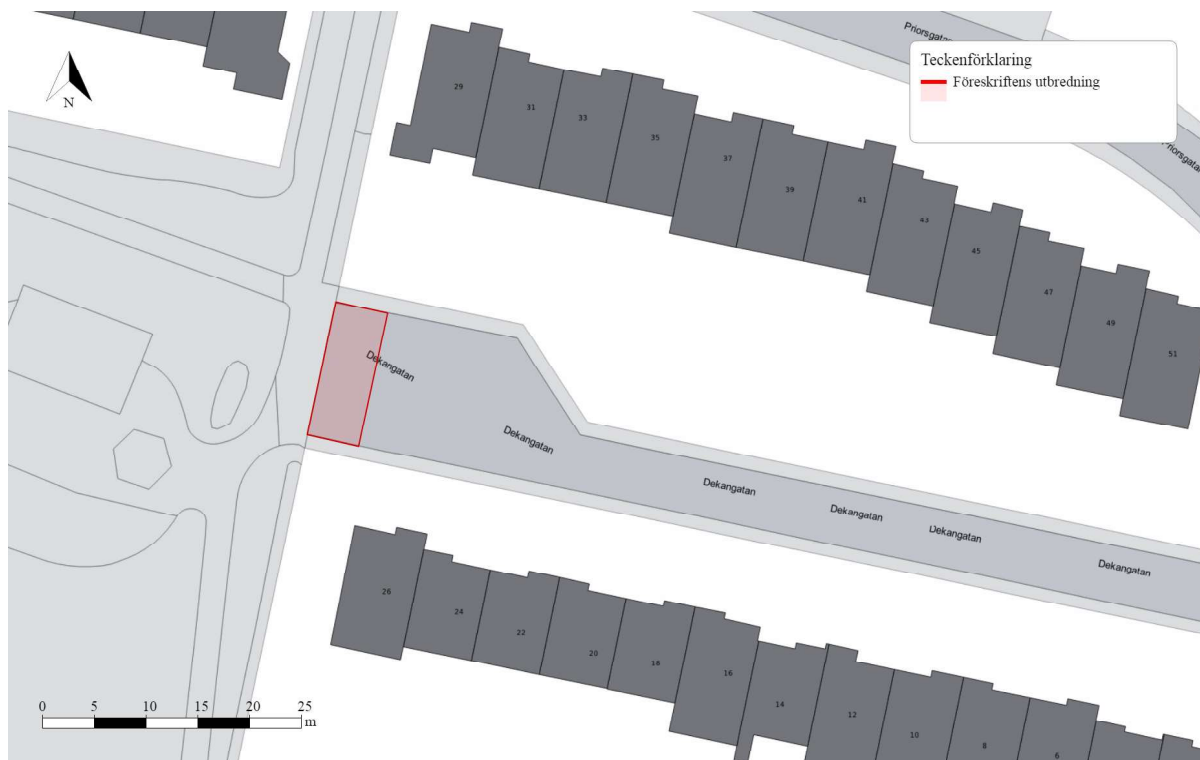 Priorsgatan
Teckenförklaring
Föreskriftens utbredning
Priorsgatan
N
29
31
33
35
37
39
41
43
45
47
49
51
Dekangatan
Dekangatan
Dekangatan
Dekangatan
Dekangatan
Dekangatan
26
24
22
20
18
16
14
12
10
8
6
0 5 10 15 20 25
m